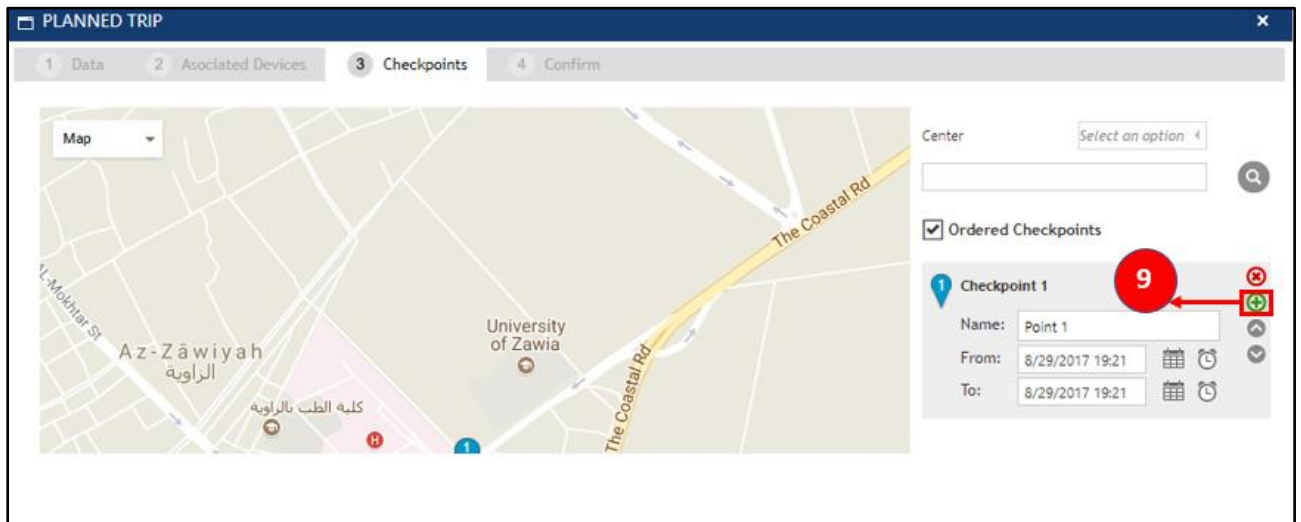 PLANNED TRIP
1 Data 2 Asociated Devices 3 Checkpoints 4 Confirm
Map
Center Select an option
Ordered Checkpoints
1 Checkpoint 1
9
Name: Point 1
From: 8/29/2017 19:21
To: 8/29/2017 19:21
The Coastal Rd
AL-Mokhtar St
University
of Zawia
Az-Zāwiyah
الزاوية
The Coastal Rd
كلية الطب بالزاوية
H
1